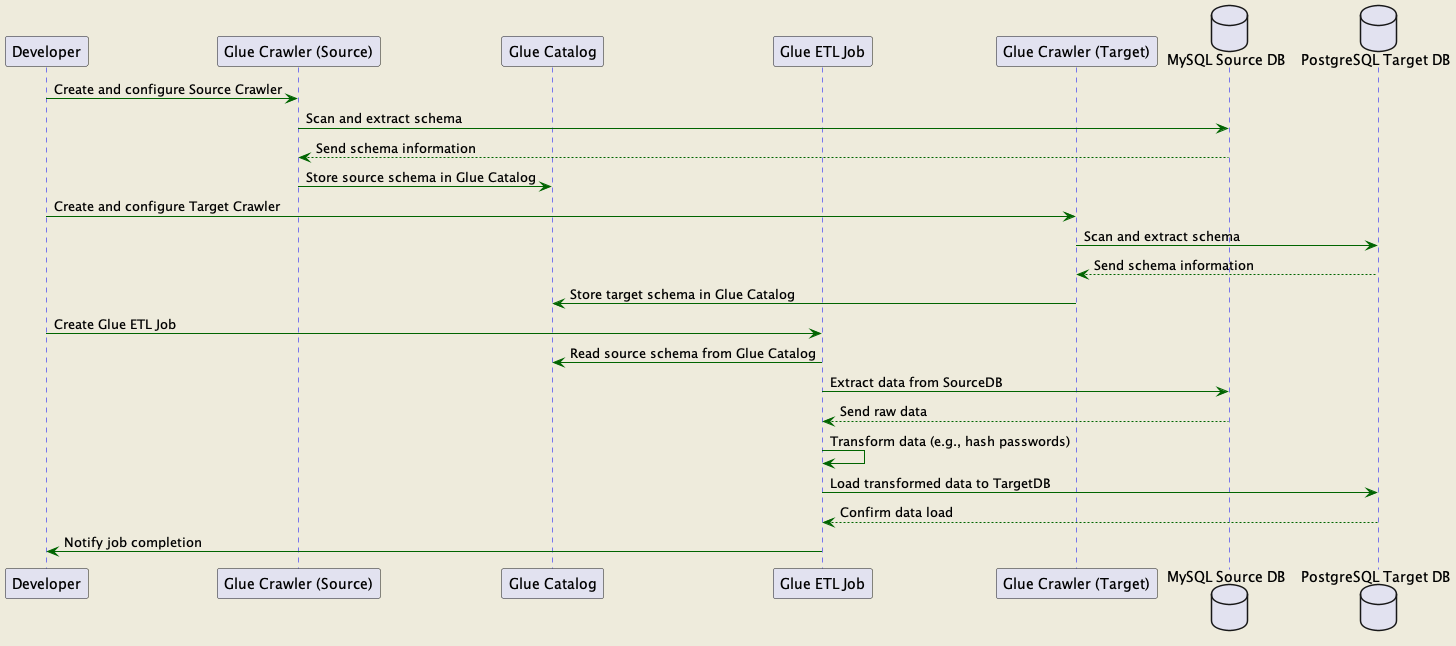 MySQL Source DB
PostgreSQL Target DB
Developer
Glue Crawler (Source)
Glue Catalog
Glue ETL Job
Glue Crawler (Target)
Create and configure Source Crawler
Scan and extract schema
Send schema information
Store source schema in Glue Catalog
Create and configure Target Crawler
Scan and extract schema
Send schema information
Store target schema in Glue Catalog
Create Glue ETL Job
Read source schema from Glue Catalog
Extract data from SourceDB
Send raw data
Transform data (e.g., hash passwords)
Load transformed data to TargetDB
Confirm data load
Notify job completion
Developer
Glue Crawler (Source)
Glue Catalog
Glue ETL Job
Glue Crawler (Target)
MySQL Source DB
PostgreSQL Target DB